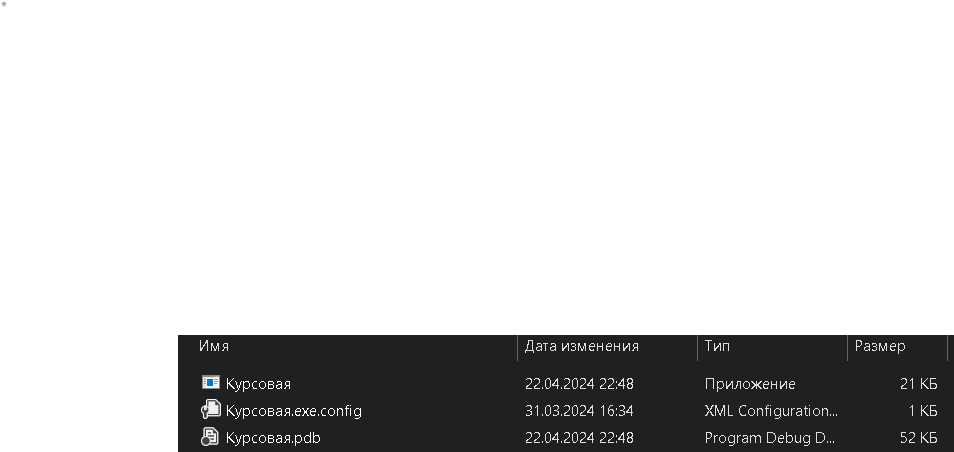 Имя Дата изменения Тип Размер
Курсовая 22.04.2024 22:48 Приложение 21 КБ
Курсовая.exe.config 31.03.2024 16:34 XML Configuration... 1 КБ
Курсовая.pdb 22.04.2024 22:48 Program Debug D... 52 КБ